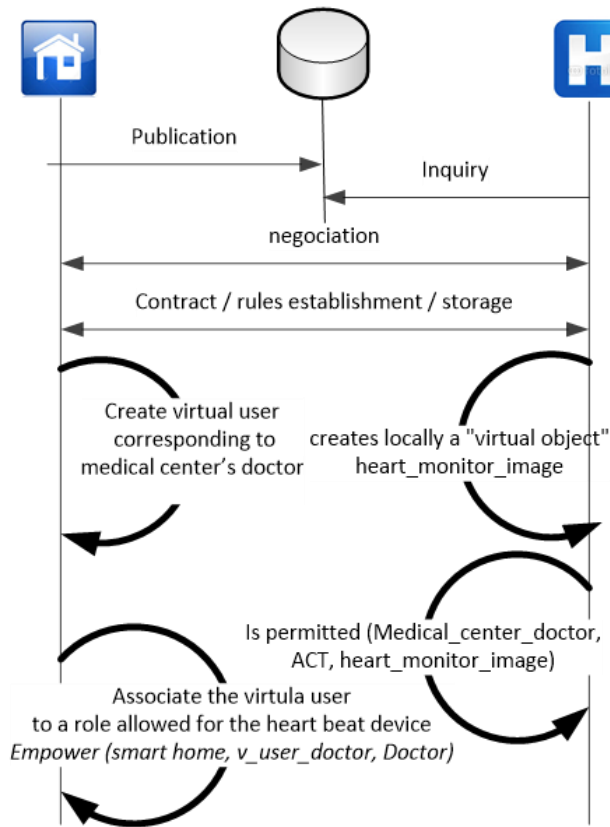 H
Publication
Inquiry
negociation
Contract / rules establishment / storage
Create virtual user
corresponding to
medical center's doctor
creates locally a "virtual object"
heart_monitor_image
Is permitted (Medical_center_doctor,
ACT, heart_monitor_image)
Associate the virtula user
to a role allowed for the heart beat device
Empower (smart home, v_user_doctor, Doctor)